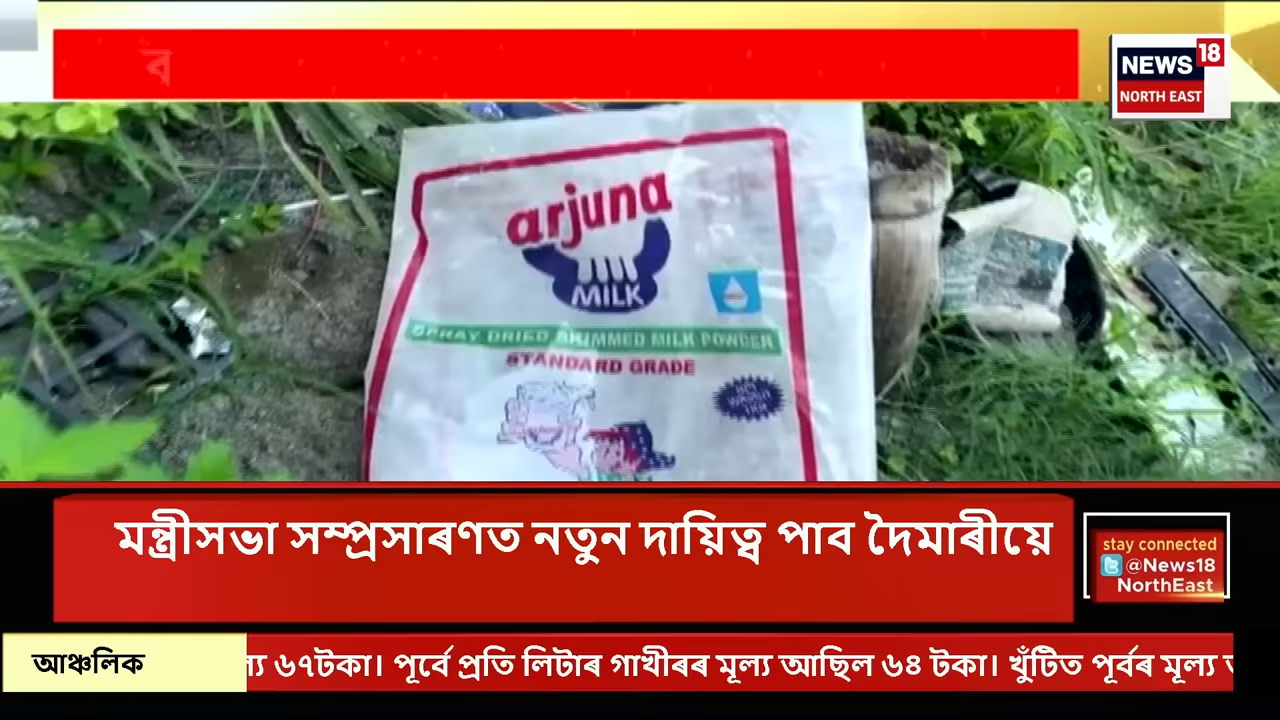 ব
NEWS 18
NORTH EAST
arjuna
MILK
SPRAY DRIED SKIMMED MILK POWDER
STANDARD GRADE
মন্ত্ৰীসভা সম্প্ৰসাৰণত নতুন দায়িত্ব পাব দৈমাৰীয়ে
stay connected
@News18
NorthEast
আঞ্চলিক
্য ৬৭টকা। পূৰ্বে প্ৰতি লিটাৰ গাখীৰৰ মূল্য আছিল ৬৪ টকা। খুঁটিত পূৰ্বৰ মূল্য